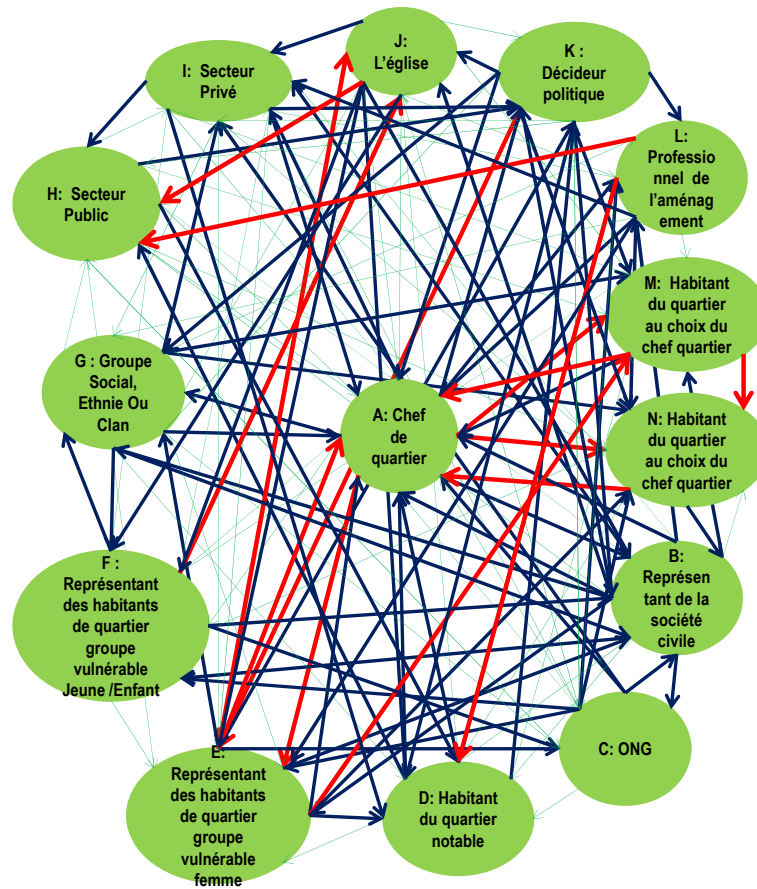 J:
L’église
K :
Décideur
politique
I: Secteur
Privé
L:
Professio
nnel de
l’aménag
ement
H: Secteur
Public
M: Habitant
du quartier
au choix du
chef quartier
G : Groupe
Social,
Ethnie Ou
Clan
A: Chef
de
quartier
N: Habitant
du quartier
au choix du
chef quartier
B:
Représen
tant de la
société
civile
F :
Représentant
des habitants
de quartier
groupe
vulnérable
Jeune /Enfant
C: ONG
E:
Représentant
des habitants
de quartier
groupe
vulnérable
femme
D: Habitant
du quartier
notable